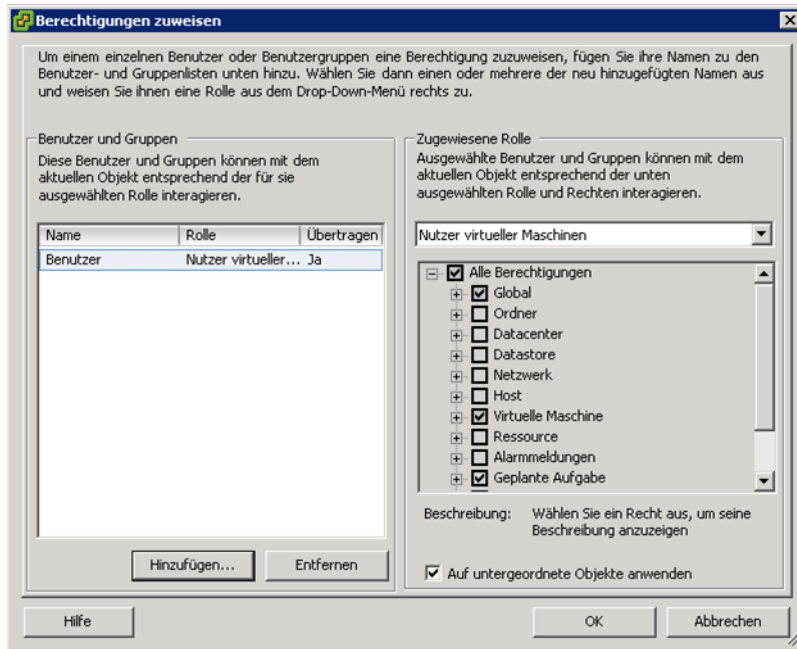 Berechtigungen zuweisen
Um einem einzelnen Benutzer oder Benutzergruppen eine Berechtigung zuzuweisen, fügen Sie ihre Namen zu den
Benutzer- und Gruppenlisten unten hinzu. Wählen Sie dann einen oder mehrere der neu hinzugefügten Namen aus
und weisen Sie ihnen eine Rolle aus dem Drop-Down-Menü rechts zu.
Benutzer und Gruppen
Diese Benutzer und Gruppen können mit dem
aktuellen Objekt entsprechend der für sie
ausgewählten Rolle interagieren.
Name Rolle Übertragen
Benutzer Nutzer virtueller... Ja
Hinzufügen... Entfernen
Zugewiesene Rolle
Ausgewählte Benutzer und Gruppen können mit dem
aktuellen Objekt entsprechend der unten
ausgewählten Rolle und Rechten interagieren.
Nutzer virtueller Maschinen
Alle Berechtigungen
Global
Ordner
Datacenter
Datastore
Netzwerk
Host
Virtuelle Maschine
Ressource
Alarmmeldungen
Geplante Aufgabe
Beschreibung: Wählen Sie ein Recht aus, um seine
Beschreibung anzuzeigen
Auf untergeordnete Objekte anwenden
Hilfe OK Abbrechen